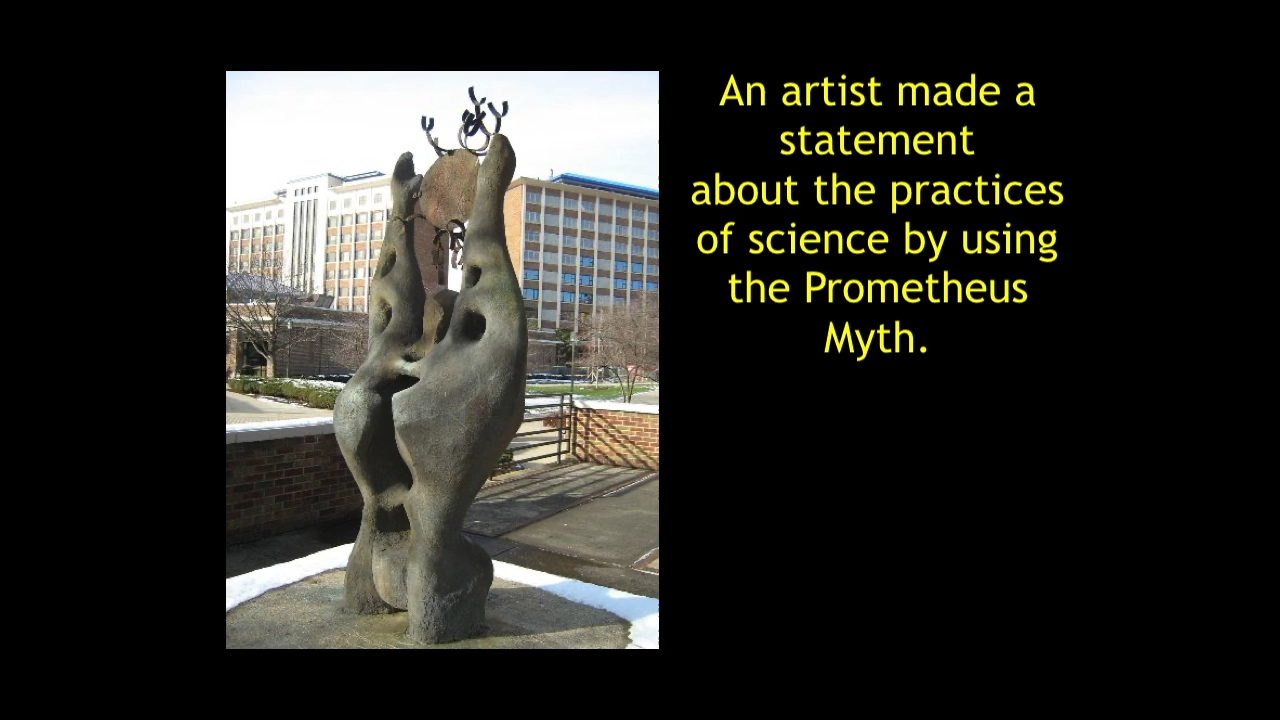 An artist made a
statement
about the practices
of science by using
the Prometheus
Myth.